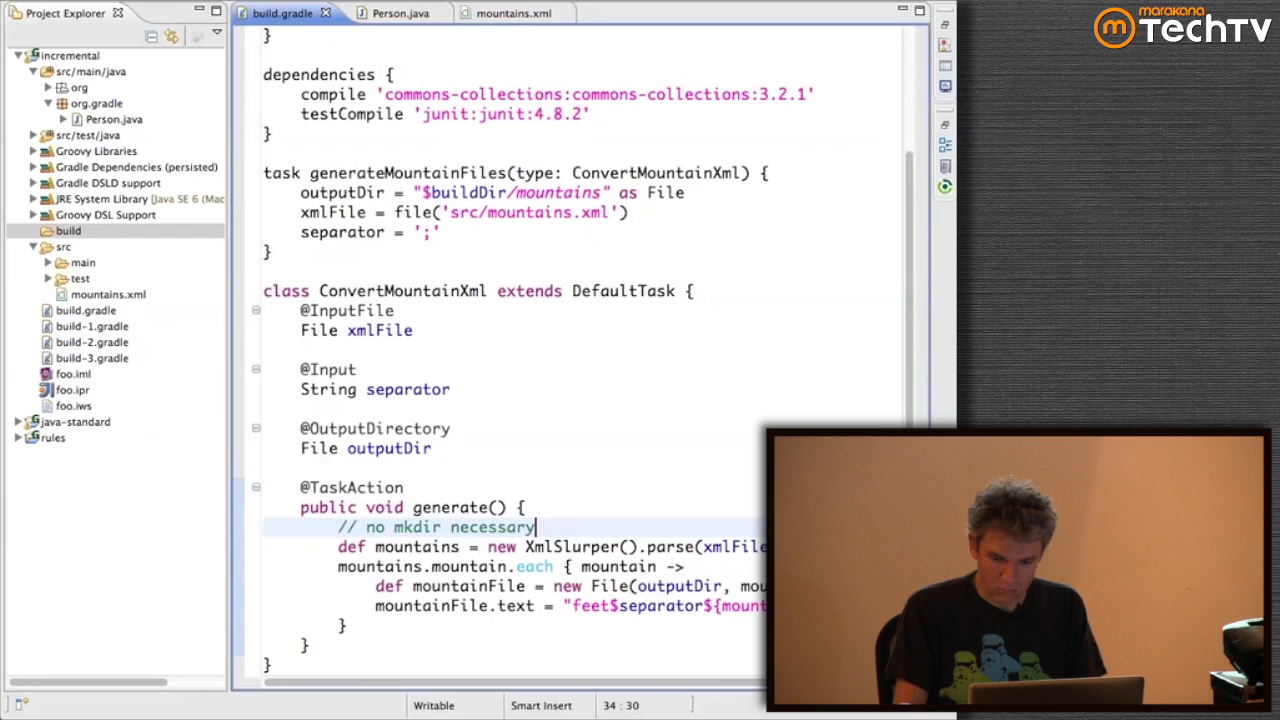 Project Explorer
build.gradle
Person.java
mountains.xml
marakana
TechTV
incremental
src/main/java
org
org.gradle
Person.java
src/test/java
Groovy Libraries
Gradle Dependencies (persisted)
Gradle DSLD support
JRE System Library [Java SE 6 (Mac
Groovy DSL Support
build
src
main
test
mountains.xml
build.gradle
build-1.gradle
build-2.gradle
build-3.gradle
foo.iml
foo.ipr
foo.iws
java-standard
rules
}
dependencies {
compile 'commons-collections:commons-collections:3.2.1'
testCompile 'junit:junit:4.8.2'
}
task generateMountainFiles(type: ConvertMountainXml) {
outputDir = "$buildDir/mountains" as File
xmlFile = file('src/mountains.xml')
separator = ';'
}
class ConvertMountainXml extends DefaultTask {
@InputFile
File xmlFile
@Input
String separator
@OutputDirectory
File outputDir
@TaskAction
public void generate() {
// no mkdir necessary
def mountains = new XmlSlurper().parse(xmlFile
mountains.mountain.each { mountain ->
def mountainFile = new File(outputDir, mou
mountainFile.text = "feet$separator${mount
}
}
}
Writable
Smart Insert
34 : 30